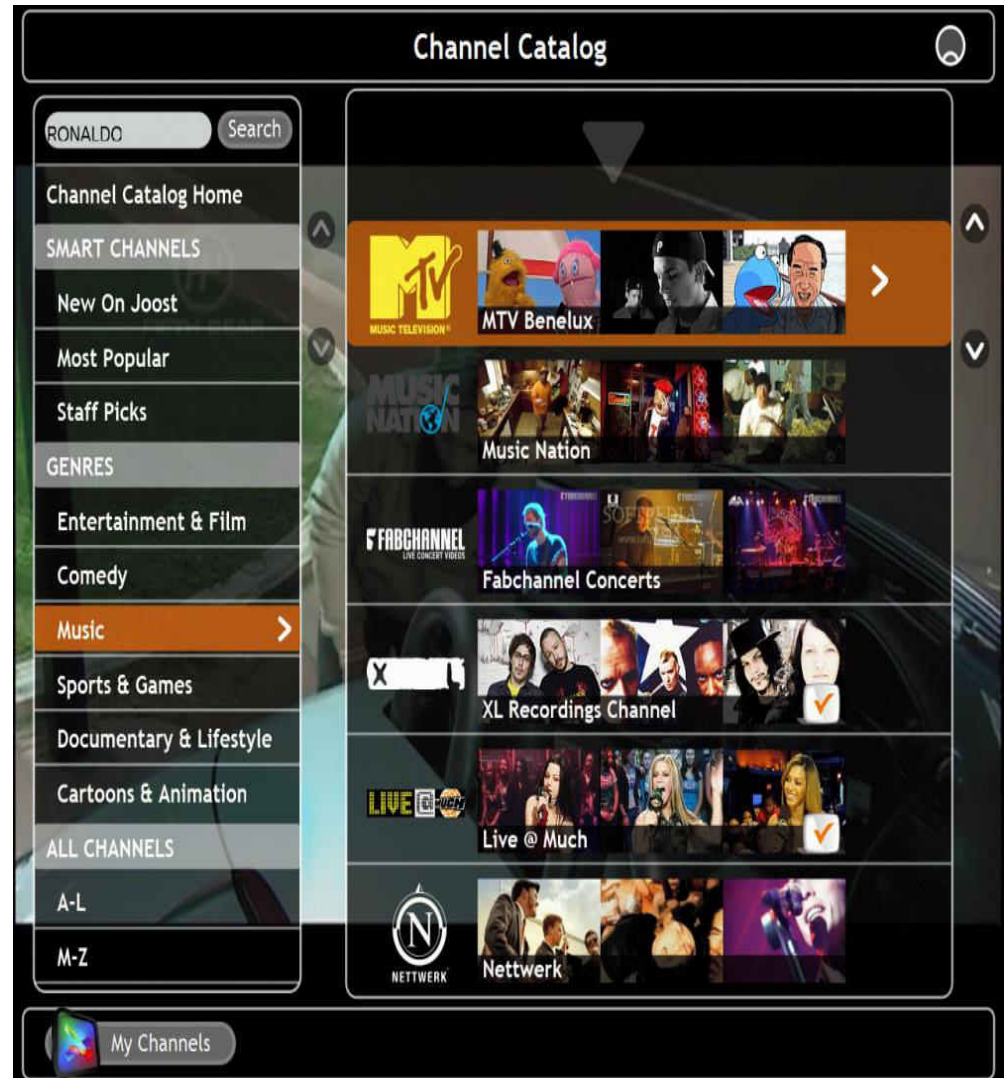 Channel Catalog
RONALDO
Search
Channel Catalog Home
SMART CHANNELS
New On Joost
Most Popular
Staff Picks
GENRES
Entertainment & Film
Comedy
Music
Sports & Games
Documentary & Lifestyle
Cartoons & Animation
ALL CHANNELS
A-L
M-Z
MTV
MUSIC TELEVISION®
MTV Benelux
MUSIC NATION
Music Nation
FABCHANNEL
LIVE CONCERT VIDEOS
SOFTPEDIA
Fabchannel Concerts
X L
XL Recordings Channel
LIVE @ MUCH
Live @ Much
N
NETTWERK
Nettwerk
My Channels